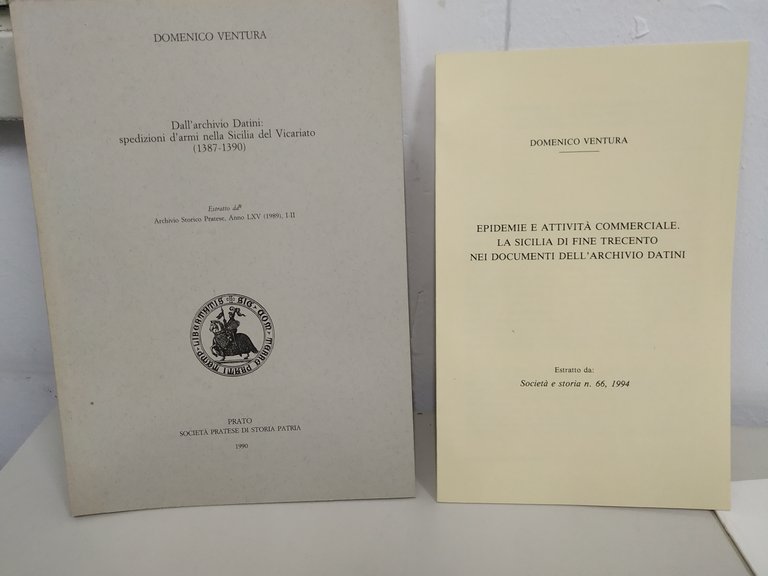 DOMENICO VENTURA
Dall'archivio Datini:
spedizioni d'armi nella Sicilia del Vicariato
(1387-1390)
Estratto da
Archivio Storico Pratese, Anno LXV (1989), I-II
PRATO
SOCIETÀ PRATESE DI STORIA PATRIA
1990
DOMENICO VENTURA
EPIDEMIE E ATTIVITÀ COMMERCIALE.
LA SICILIA DI FINE TRECENTO
NEI DOCUMENTI DELL'ARCHIVIO DATINI
Estratto da:
Società e storia n. 66, 1994